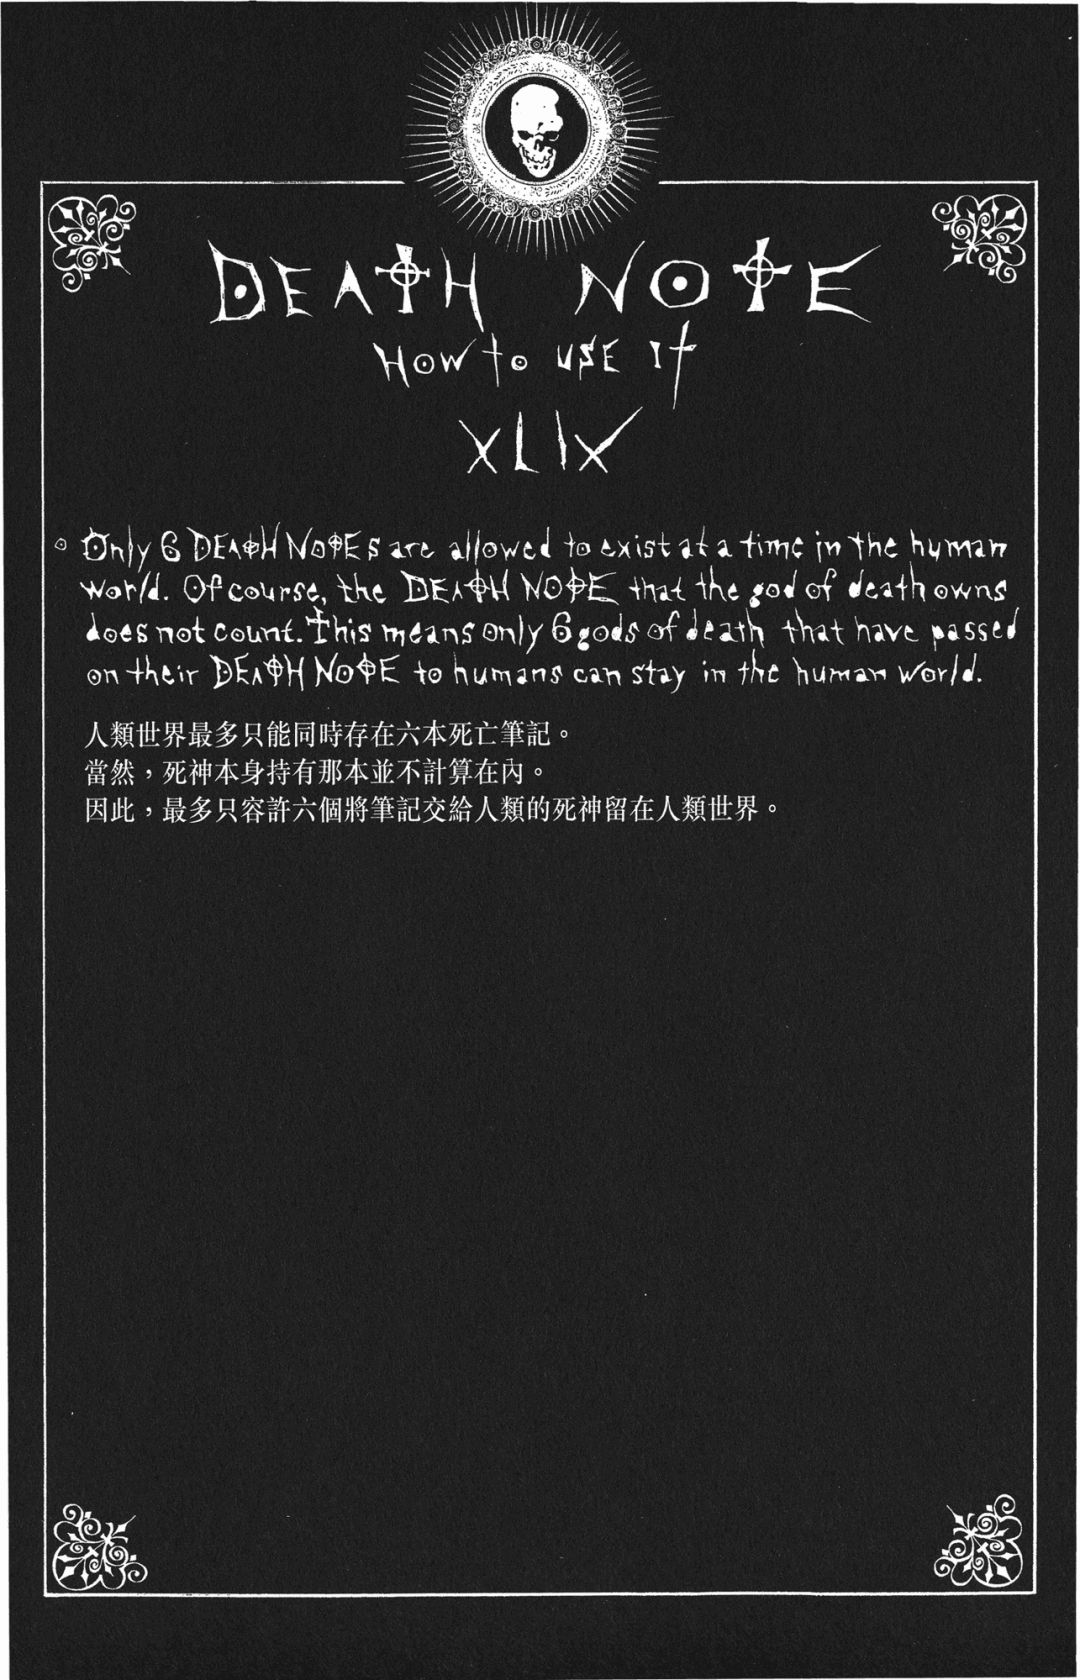 DEATH NOTE
HOW to USE It
XLIX
Only 6 DEATH NOTEs are allowed to exist at a time in the human
world. Of course, the DEATH NOTE that the god of death owns
does not count. This means only 6 gods of death that have passed
on their DEATH NOTE to humans can stay in the human world.
人類世界最多只能同時存在六本死亡筆記。
當然，死神本身持有那本並不計算在內。
因此，最多只容許六個將筆記交給人類的死神留在人類世界。